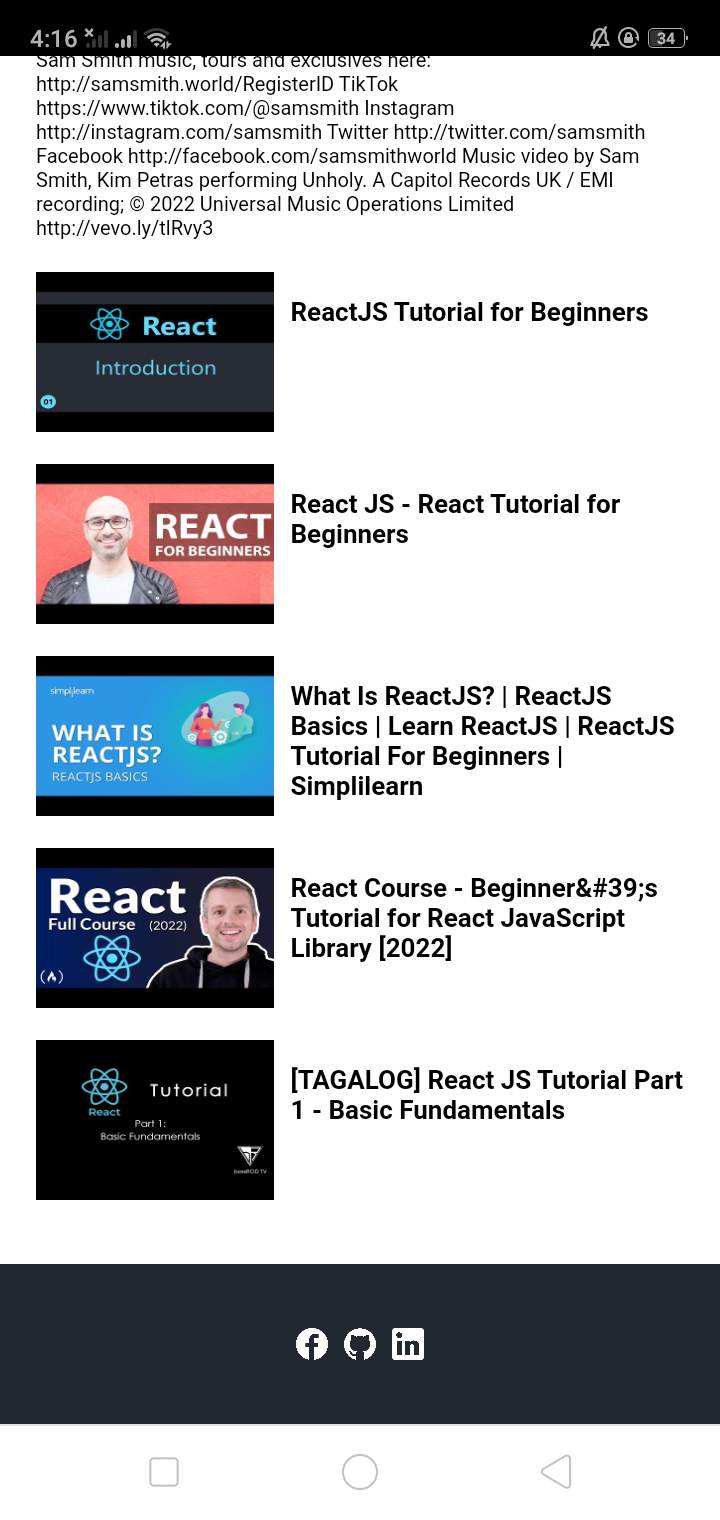 4:16
34
Sam Smith music, tours and exclusives here:
http://samsmith.world/RegisterID TikTok
https://www.tiktok.com/@samsmith Instagram
http://instagram.com/samsmith Twitter http://twitter.com/samsmith
Facebook http://facebook.com/samsmithworld Music video by Sam
Smith, Kim Petras performing Unholy. A Capitol Records UK / EMI
recording; © 2022 Universal Music Operations Limited
http://vevo.ly/tIRvy3
React
Introduction
01
ReactJS Tutorial for Beginners
REACT
FOR BEGINNERS
React JS - React Tutorial for
Beginners
simplilearn
WHAT IS
REACTJS?
REACTJS BASICS
What Is ReactJS? | ReactJS
Basics | Learn ReactJS | ReactJS
Tutorial For Beginners |
Simplilearn
React
Full Course (2022)
React Course - Beginner&#39;s
Tutorial for React JavaScript
Library [2022]
React
Tutorial
Part 1:
Basic Fundamentals
[TAGALOG] React JS Tutorial Part
1 - Basic Fundamentals